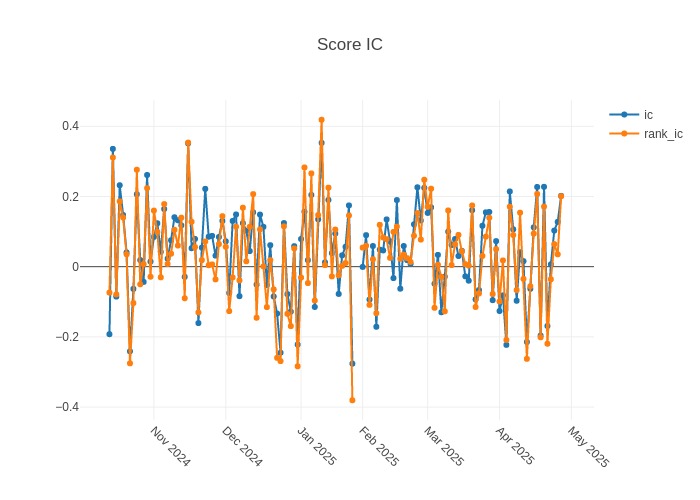 Score IC
ic
rank_ic
0.4
0.2
0
−0.2
−0.4
Nov 2024
Dec 2024
Jan 2025
Feb 2025
Mar 2025
Apr 2025
May 2025